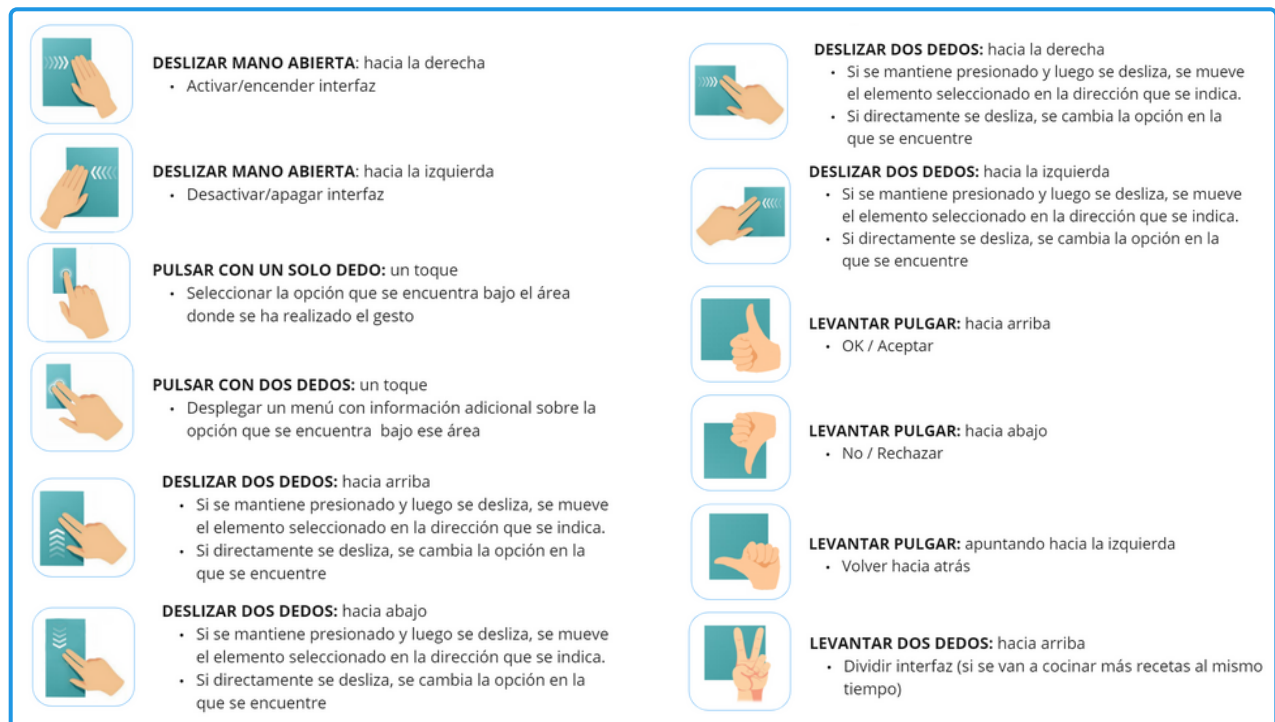 DESLIZAR MANO ABIERTA: hacia la derecha
• Activar/encender interfaz
DESLIZAR MANO ABIERTA: hacia la izquierda
• Desactivar/apagar interfaz
PULSAR CON UN SOLO DEDO: un toque
• Seleccionar la opción que se encuentra bajo el área
donde se ha realizado el gesto
PULSAR CON DOS DEDOS: un toque
• Desplegar un menú con información adicional sobre la
opción que se encuentra bajo ese área
DESLIZAR DOS DEDOS: hacia arriba
• Si se mantiene presionado y luego se desliza, se mueve
el elemento seleccionado en la dirección que se indica.
• Si directamente se desliza, se cambia la opción en la
que se encuentre
DESLIZAR DOS DEDOS: hacia abajo
• Si se mantiene presionado y luego se desliza, se mueve
el elemento seleccionado en la dirección que se indica.
• Si directamente se desliza, se cambia la opción en la
que se encuentre
DESLIZAR DOS DEDOS: hacia la derecha
• Si se mantiene presionado y luego se desliza, se mueve
el elemento seleccionado en la dirección que se indica.
• Si directamente se desliza, se cambia la opción en la
que se encuentre
DESLIZAR DOS DEDOS: hacia la izquierda
• Si se mantiene presionado y luego se desliza, se mueve
el elemento seleccionado en la dirección que se indica.
• Si directamente se desliza, se cambia la opción en la
que se encuentre
LEVANTAR PULGAR: hacia arriba
• OK / Aceptar
LEVANTAR PULGAR: hacia abajo
• No / Rechazar
LEVANTAR PULGAR: apuntando hacia la izquierda
• Volver hacia atrás
LEVANTAR DOS DEDOS: hacia arriba
• Dividir interfaz (si se van a cocinar más recetas al mismo
tiempo)